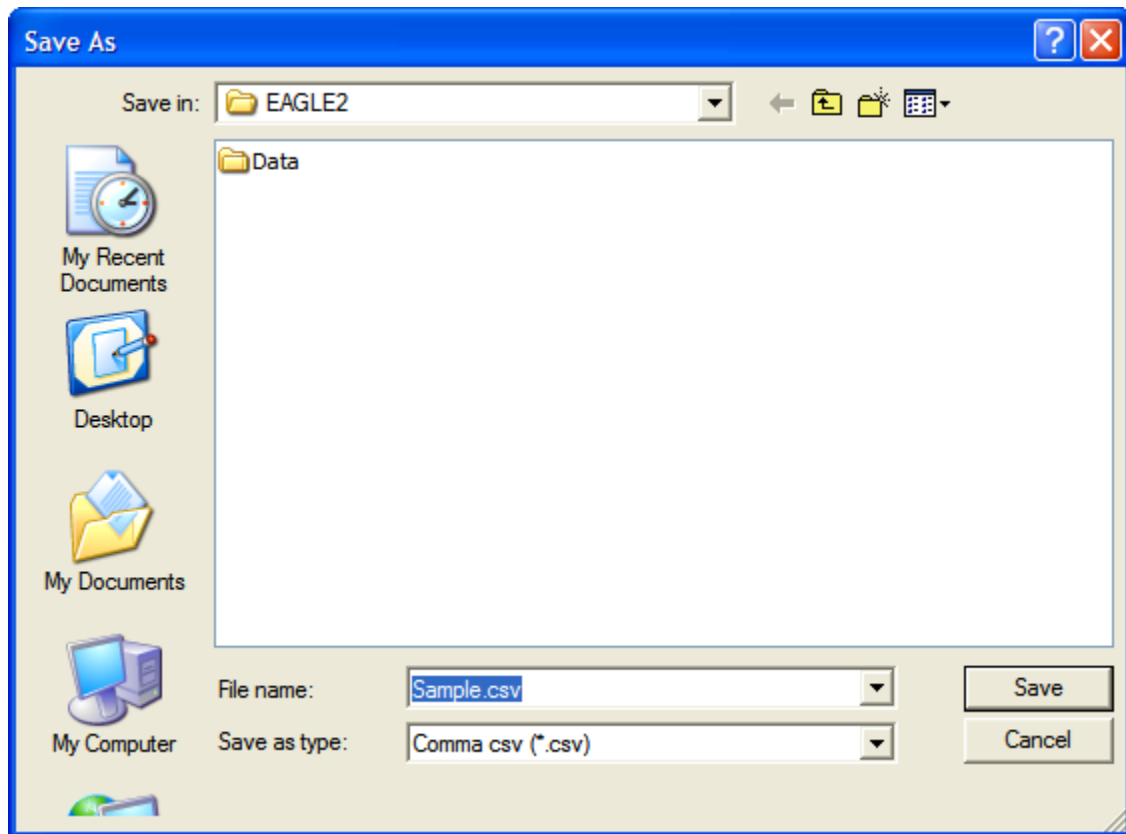 Save As
Save in: EAGLE2
Data
My Recent
Documents
Desktop
My Documents
My Computer
File name: Sample.csv Save
Save as type: Comma csv (*.csv) Cancel